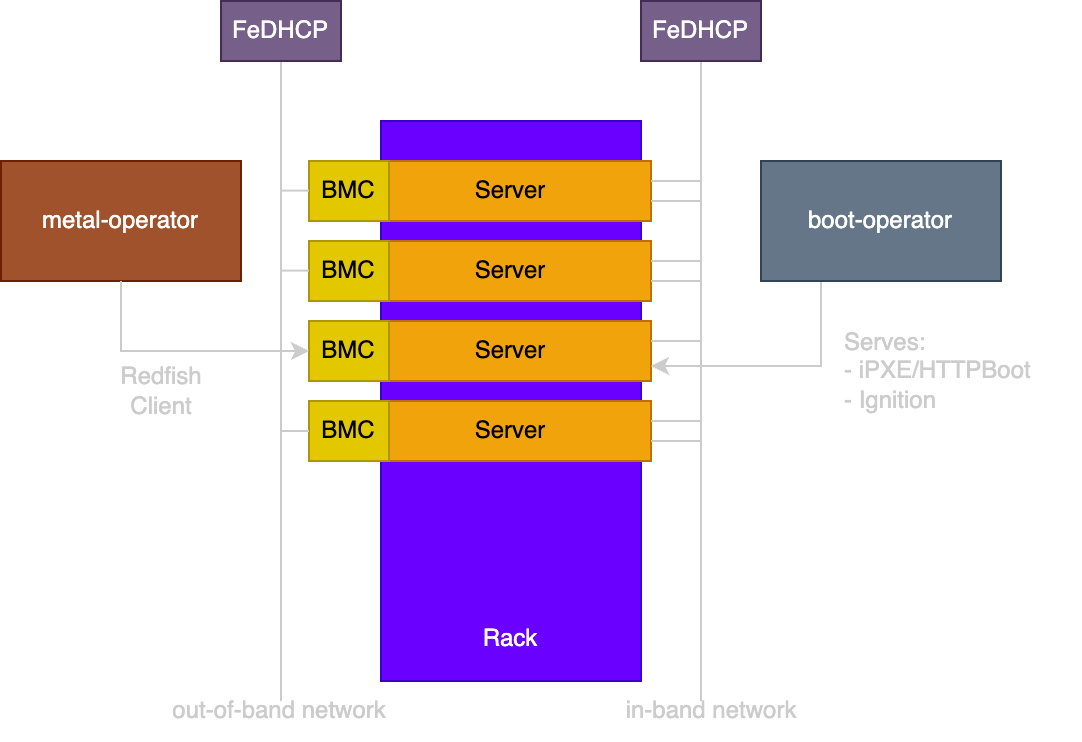 FeDHCP
FeDHCP
metal-operator
BMC
Server
BMC
Server
BMC
Server
BMC
Server
boot-operator
Redfish
Client
Serves:
- iPXE/HTTPBoot
- Ignition
Rack
out-of-band network
in-band network